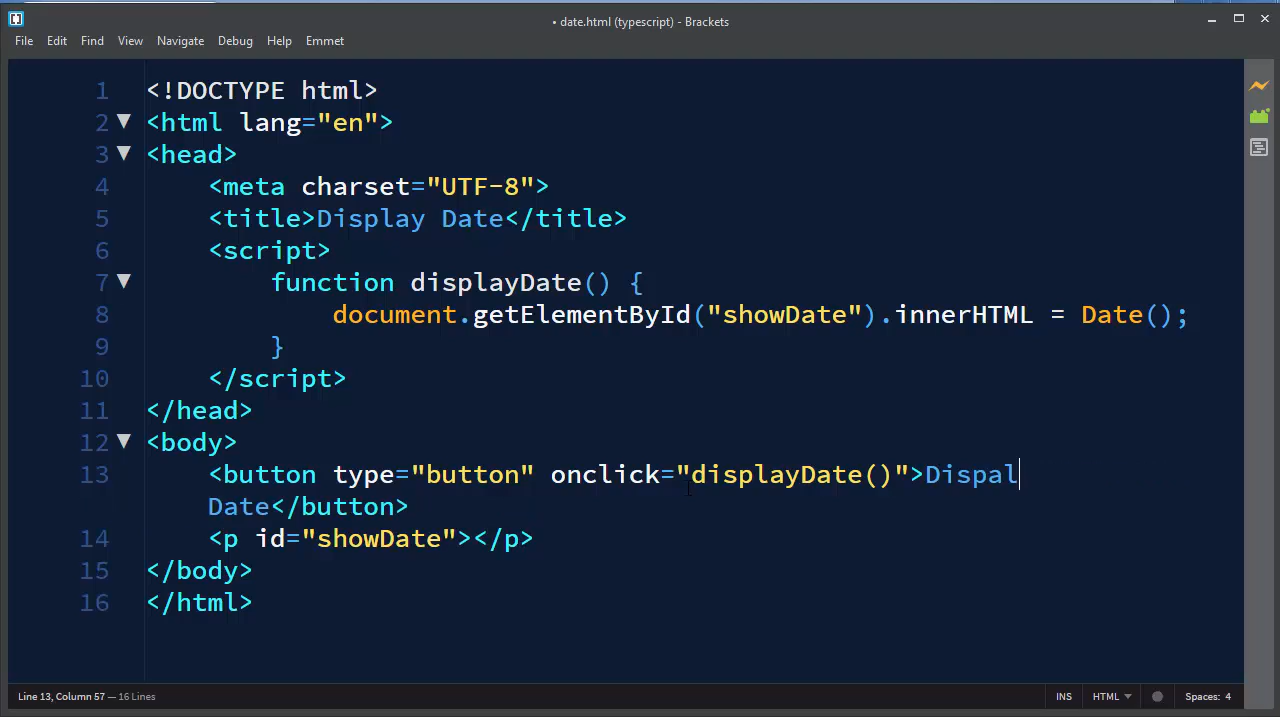 • date.html (typescript) - Brackets
File Edit Find View Navigate Debug Help Emmet
1 <!DOCTYPE html>
2 <html lang="en">
3 <head>
4 <meta charset="UTF-8">
5 <title>Display Date</title>
6 <script>
7 function displayDate() {
8 document.getElementById("showDate").innerHTML = Date();
9 }
10 </script>
11 </head>
12 <body>
13 <button type="button" onclick="displayDate()">Dispal
Date</button>
14 <p id="showDate"></p>
15 </body>
16 </html>
Line 13, Column 57 — 16 Lines
INS HTML Spaces: 4